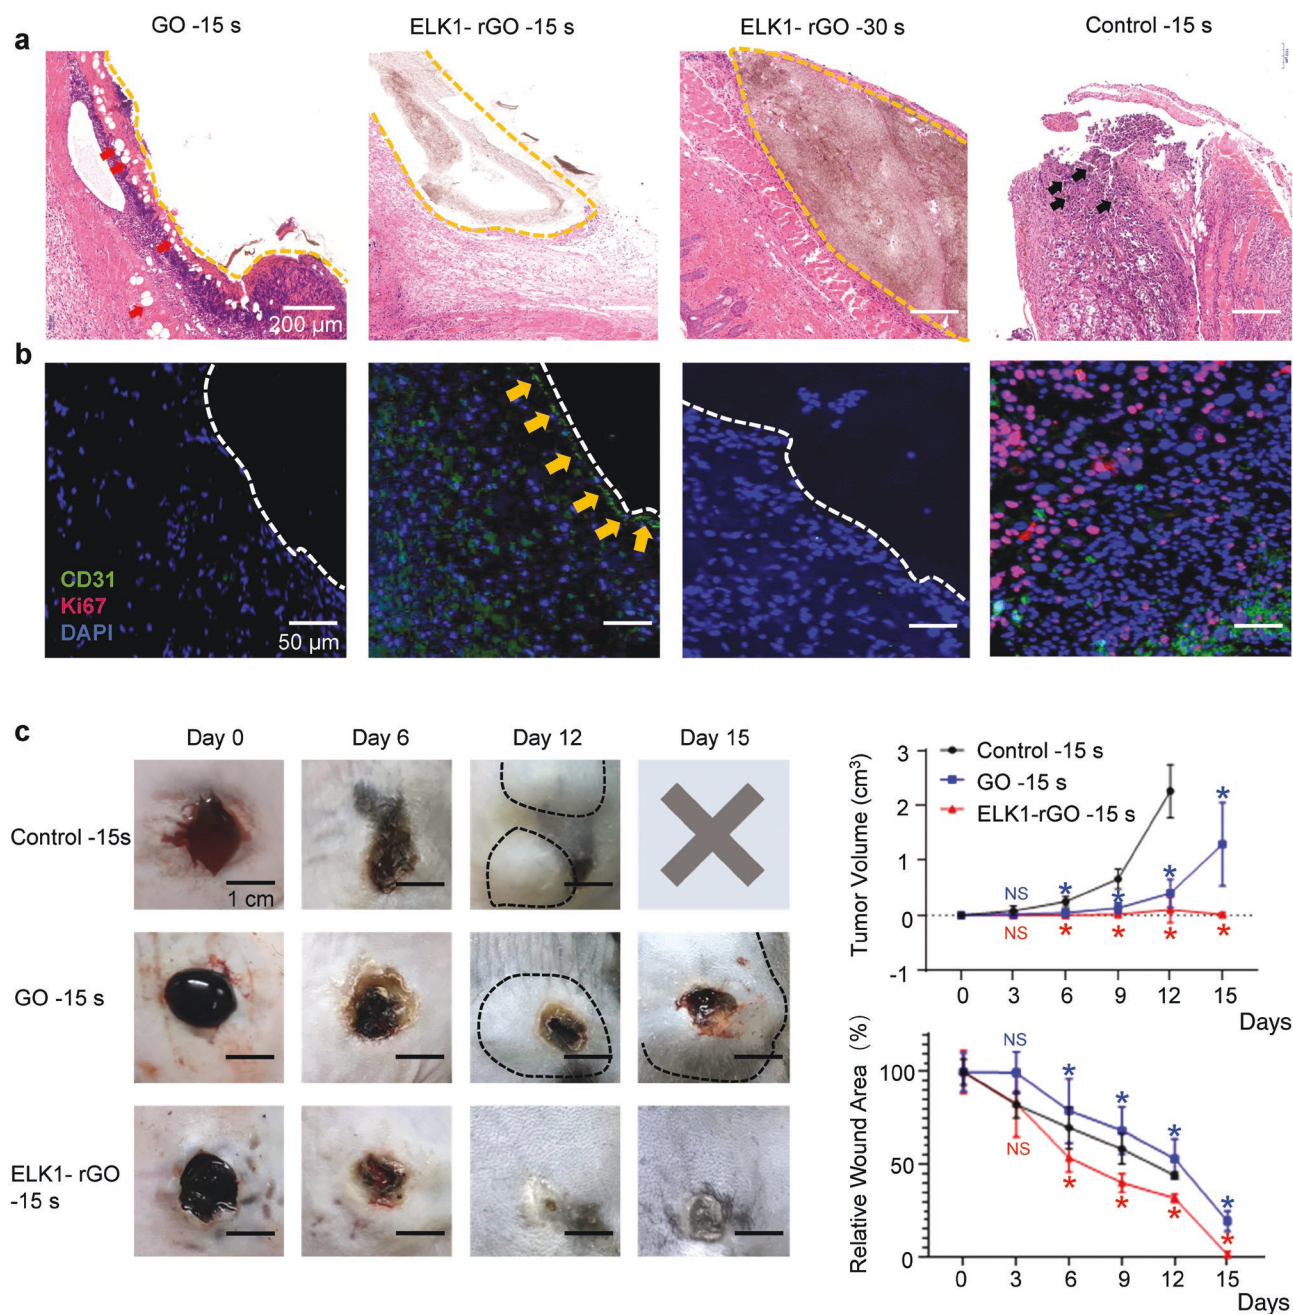 a
GO -15 s
ELK1- rGO -15 s
ELK1- rGO -30 s
Control -15 s
200 µm
b
CD31
Ki67
DAPI
50 µm
c
Day 0
Day 6
Day 12
Day 15
Control -15s
1 cm
GO -15 s
ELK1- rGO
-15 s
Control -15 s
GO -15 s
ELK1-rGO -15 s
Tumor Volume (cm³)
3
2
1
0
-1
NS
*
*
*
*
NS
*
*
*
*
0
3
6
9
12
15
Days
Relative Wound Area (%)
100
50
0
NS
*
*
*
*
NS
*
*
*
*
0
3
6
9
12
15
Days